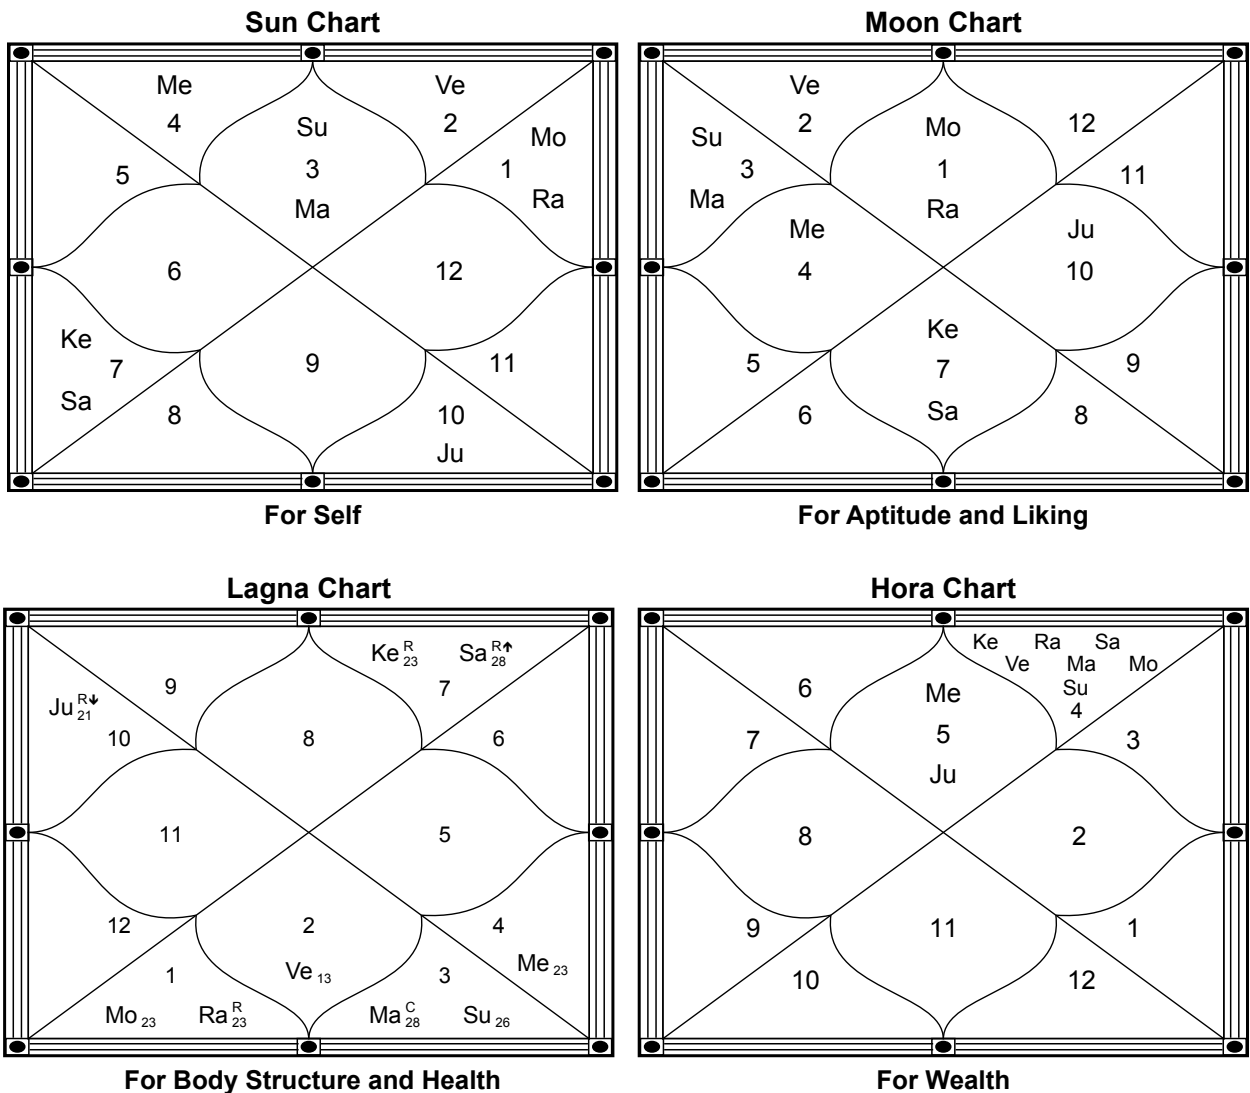 Sun Chart
Me
4
Su
3
Ma
Ve
2
Mo
1
Ra
5
6
12
Ke
7
Sa
8
9
11
10
Ju
For Self
Moon Chart
Ve
2
Su
3
Ma
Mo
1
Ra
12
11
Me
4
Ju
10
Ke
7
Sa
5
6
9
8
For Aptitude and Liking
Lagna Chart
9
Ju R↓ 21
10
8
Ke R 23 Sa R↑ 28
7
6
11
5
12
1
Mo 23 Ra R 23
2
Ve 13
4
Me 23
3
Ma C 28 Su 26
For Body Structure and Health
Hora Chart
6
7
Me
5
Ju
Ke Ra Sa
Ve Ma Mo
Su
4
3
8
2
9
10
11
1
12
For Wealth